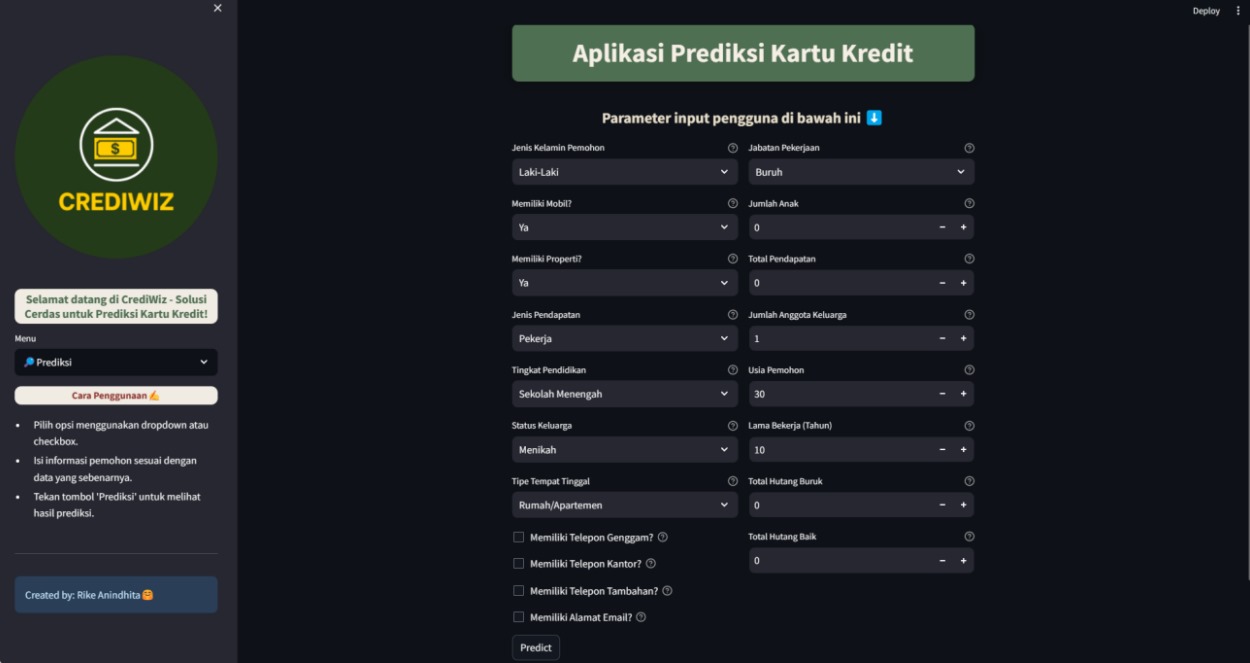 Deploy
$
CREDIWIZ
Selamat datang di CrediWiz - Solusi
Cerdas untuk Prediksi Kartu Kredit!
Menu
Prediksi
Cara Penggunaan
Pilih opsi menggunakan dropdown atau
checkbox.
Isi informasi pemohon sesuai dengan
data yang sebenarnya.
Tekan tombol 'Prediksi' untuk melihat
hasil prediksi.
Created by: Rike Anindhita
Aplikasi Prediksi Kartu Kredit
Parameter input pengguna di bawah ini
Jenis Kelamin Pemohon
Laki-Laki
Memiliki Mobil?
Ya
Memiliki Properti?
Ya
Jenis Pendapatan
Pekerja
Tingkat Pendidikan
Sekolah Menengah
Status Keluarga
Menikah
Tipe Tempat Tinggal
Rumah/Apartemen
Memiliki Telepon Genggam?
Memiliki Telepon Kantor?
Memiliki Telepon Tambahan?
Memiliki Alamat Email?
Predict
Jabatan Pekerjaan
Buruh
Jumlah Anak
0
Total Pendapatan
0
Jumlah Anggota Keluarga
1
Usia Pemohon
30
Lama Bekerja (Tahun)
10
Total Hutang Buruk
0
Total Hutang Baik
0